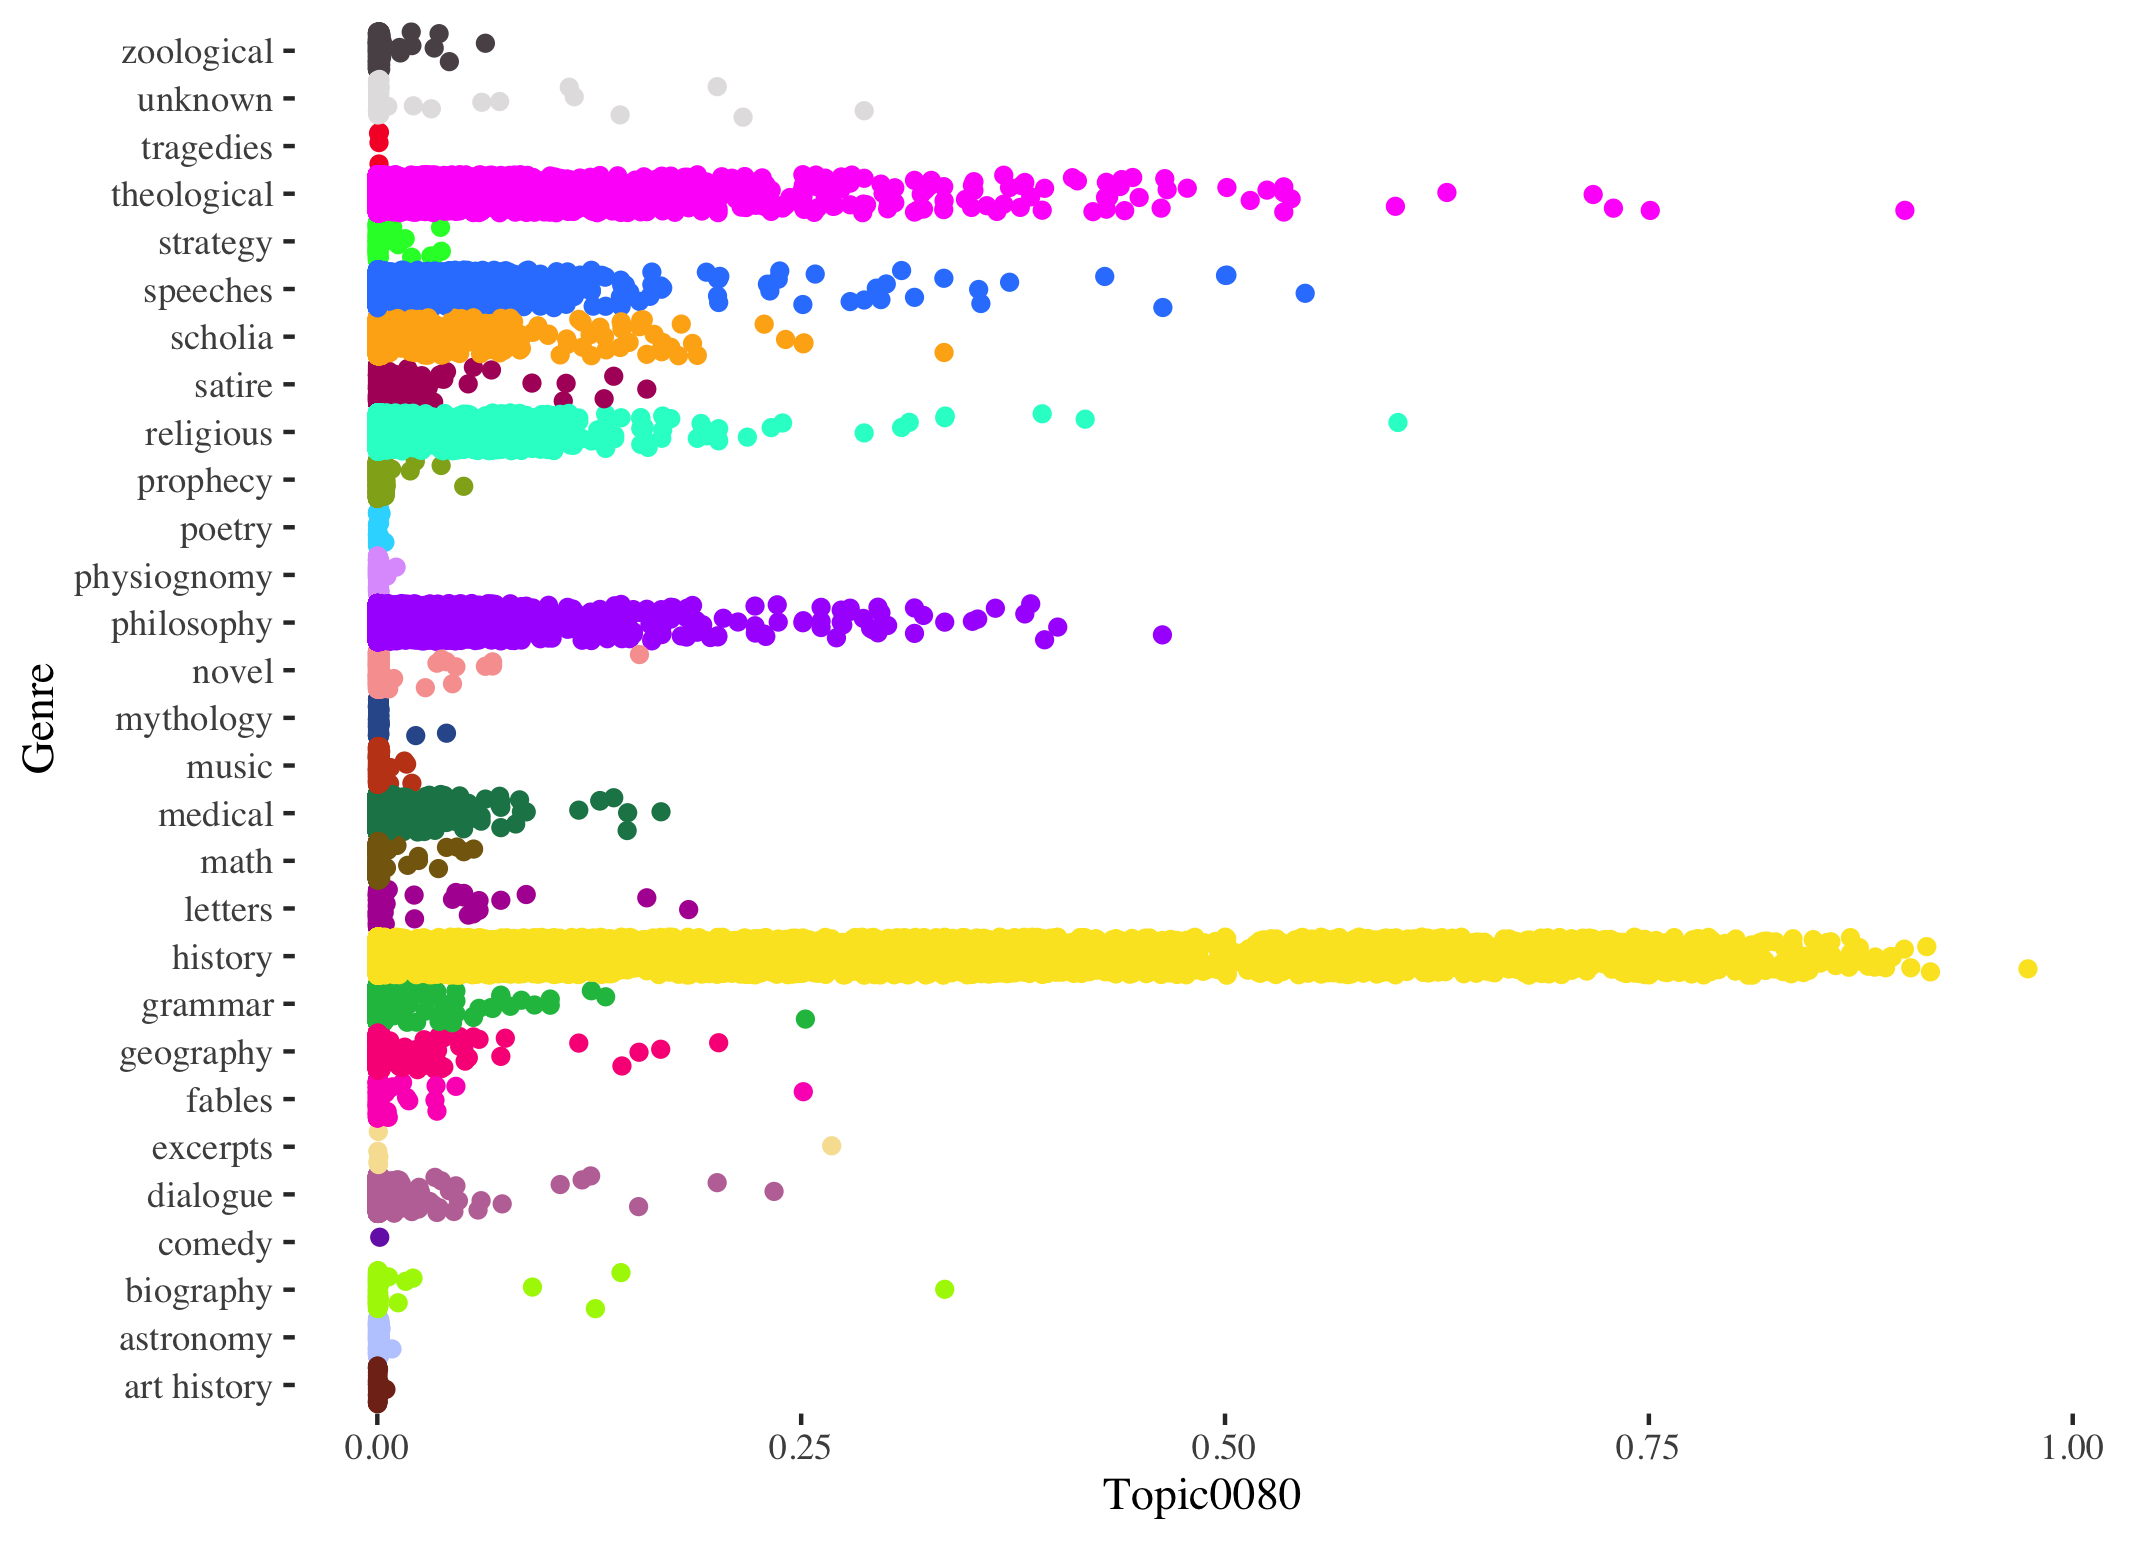 Genre
zoological
unknown
tragedies
theological
strategy
speeches
scholia
satire
religious
prophecy
poetry
physiognomy
philosophy
novel
mythology
music
medical
math
letters
history
grammar
geography
fables
excerpts
dialogue
comedy
biography
astronomy
art history
0.00 0.25 0.50 0.75 1.00
Topic0080